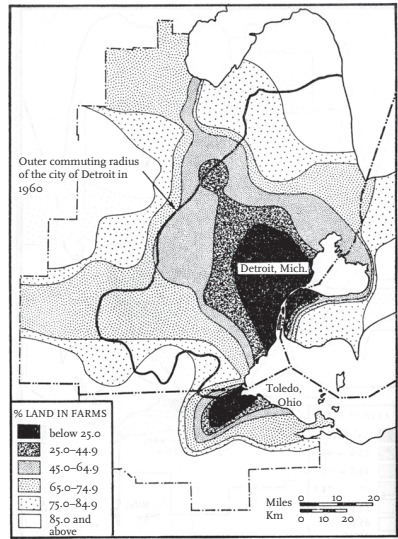 Outer commuting radius
of the city of Detroit in
1960
Detroit, Mich.
Toledo,
Ohio
% LAND IN FARMS
below 25.0
25.0–44.9
45.0–64.9
65.0–74.9
75.0–84.9
85.0 and
above
Miles 0 10 20
Km 0 10 20